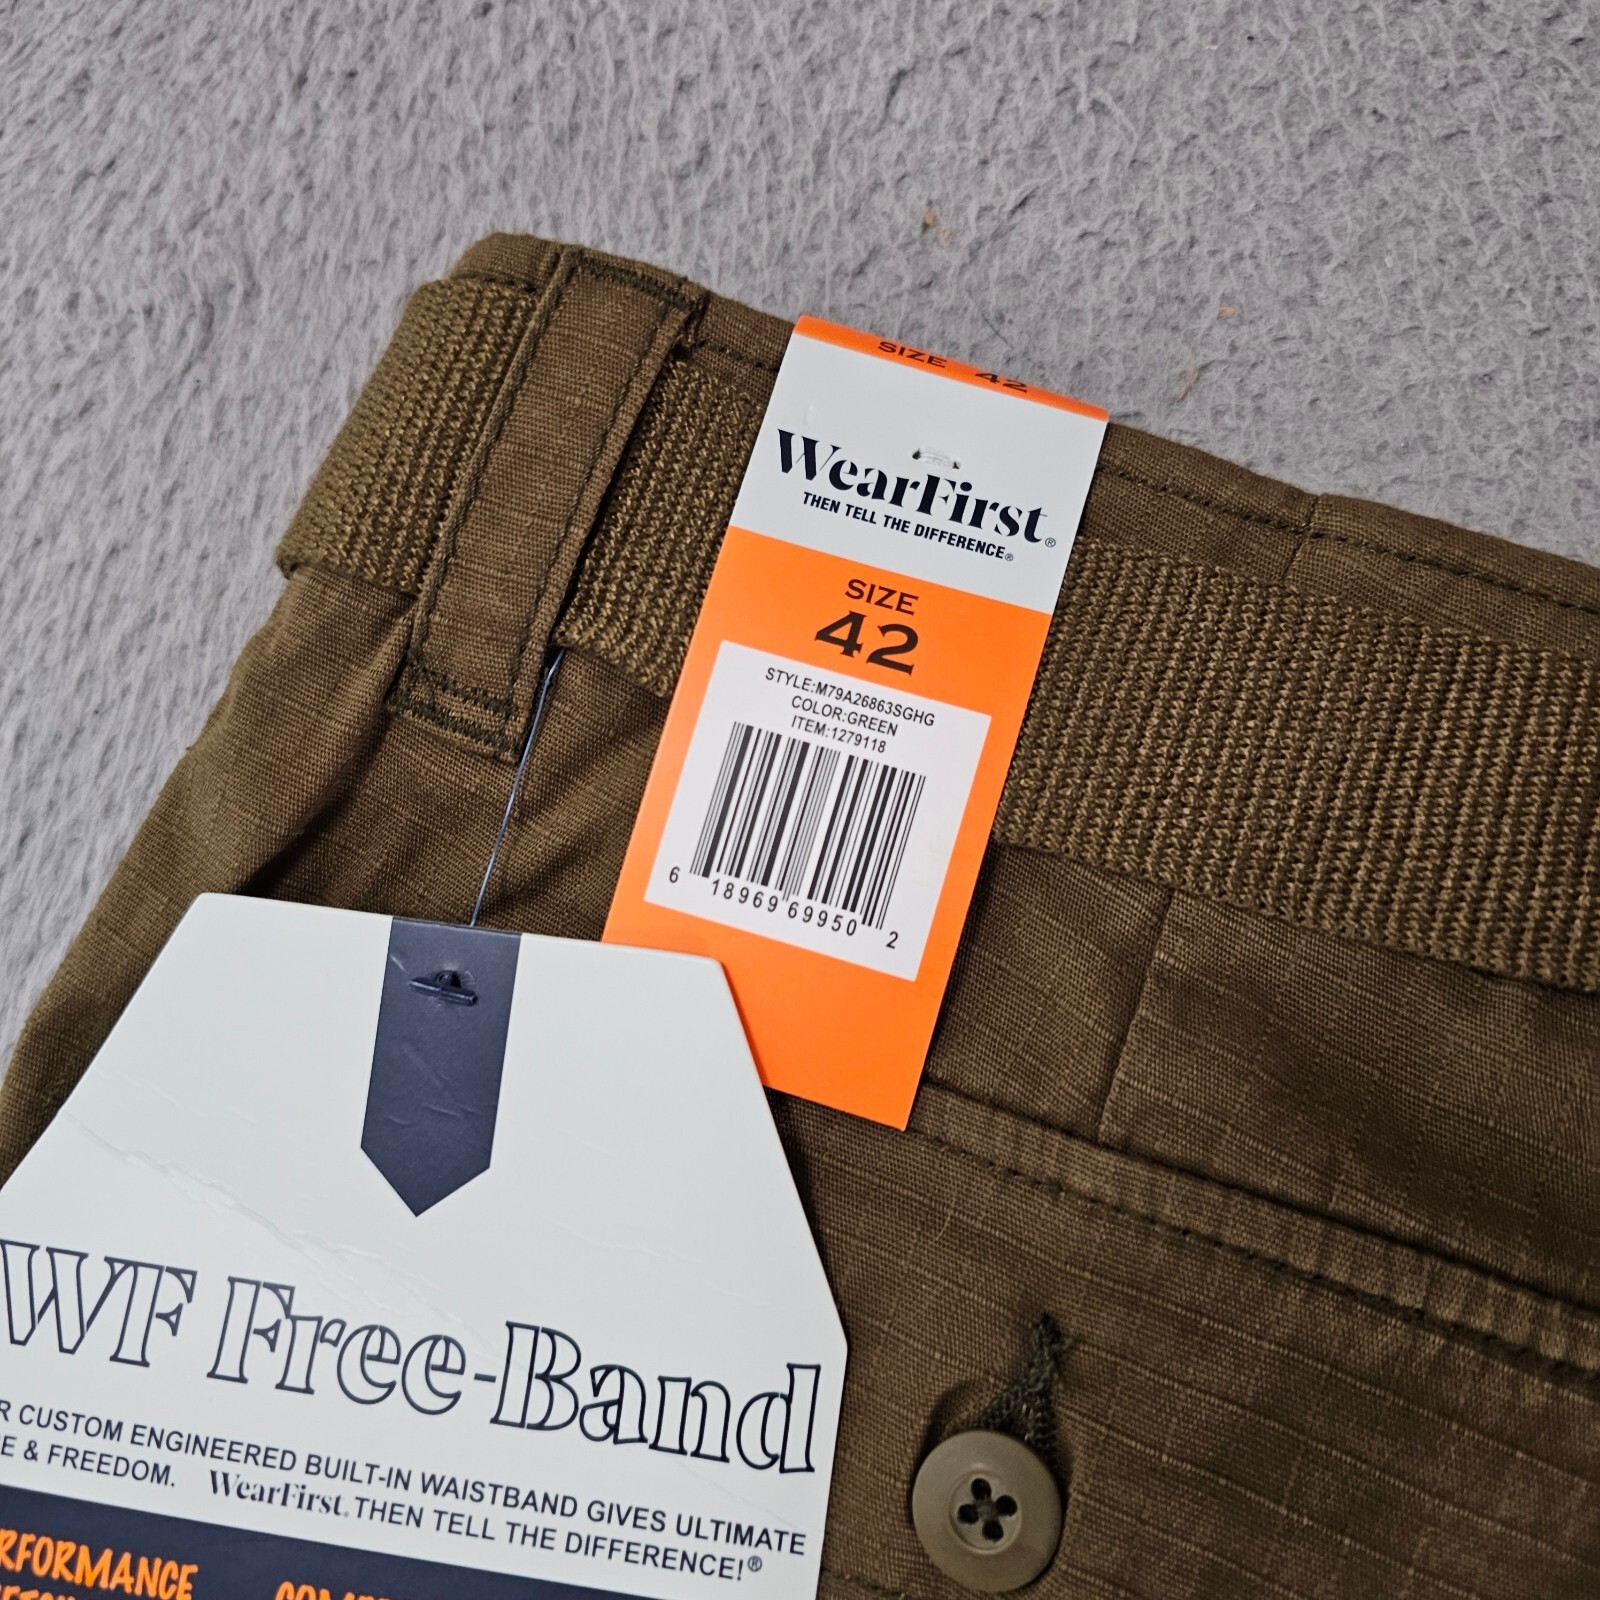 SIZE 42
WearFirst®
THEN TELL THE DIFFERENCE®
SIZE
42
STYLE:M79A26863SGHG
COLOR:GREEN
ITEM:1279118
6 18969 69950 2
WF Free-Band
R CUSTOM ENGINEERED BUILT-IN WAISTBAND GIVES ULTIMATE
E & FREEDOM. WearFirst. THEN TELL THE DIFFERENCE!®
RFORMANCE